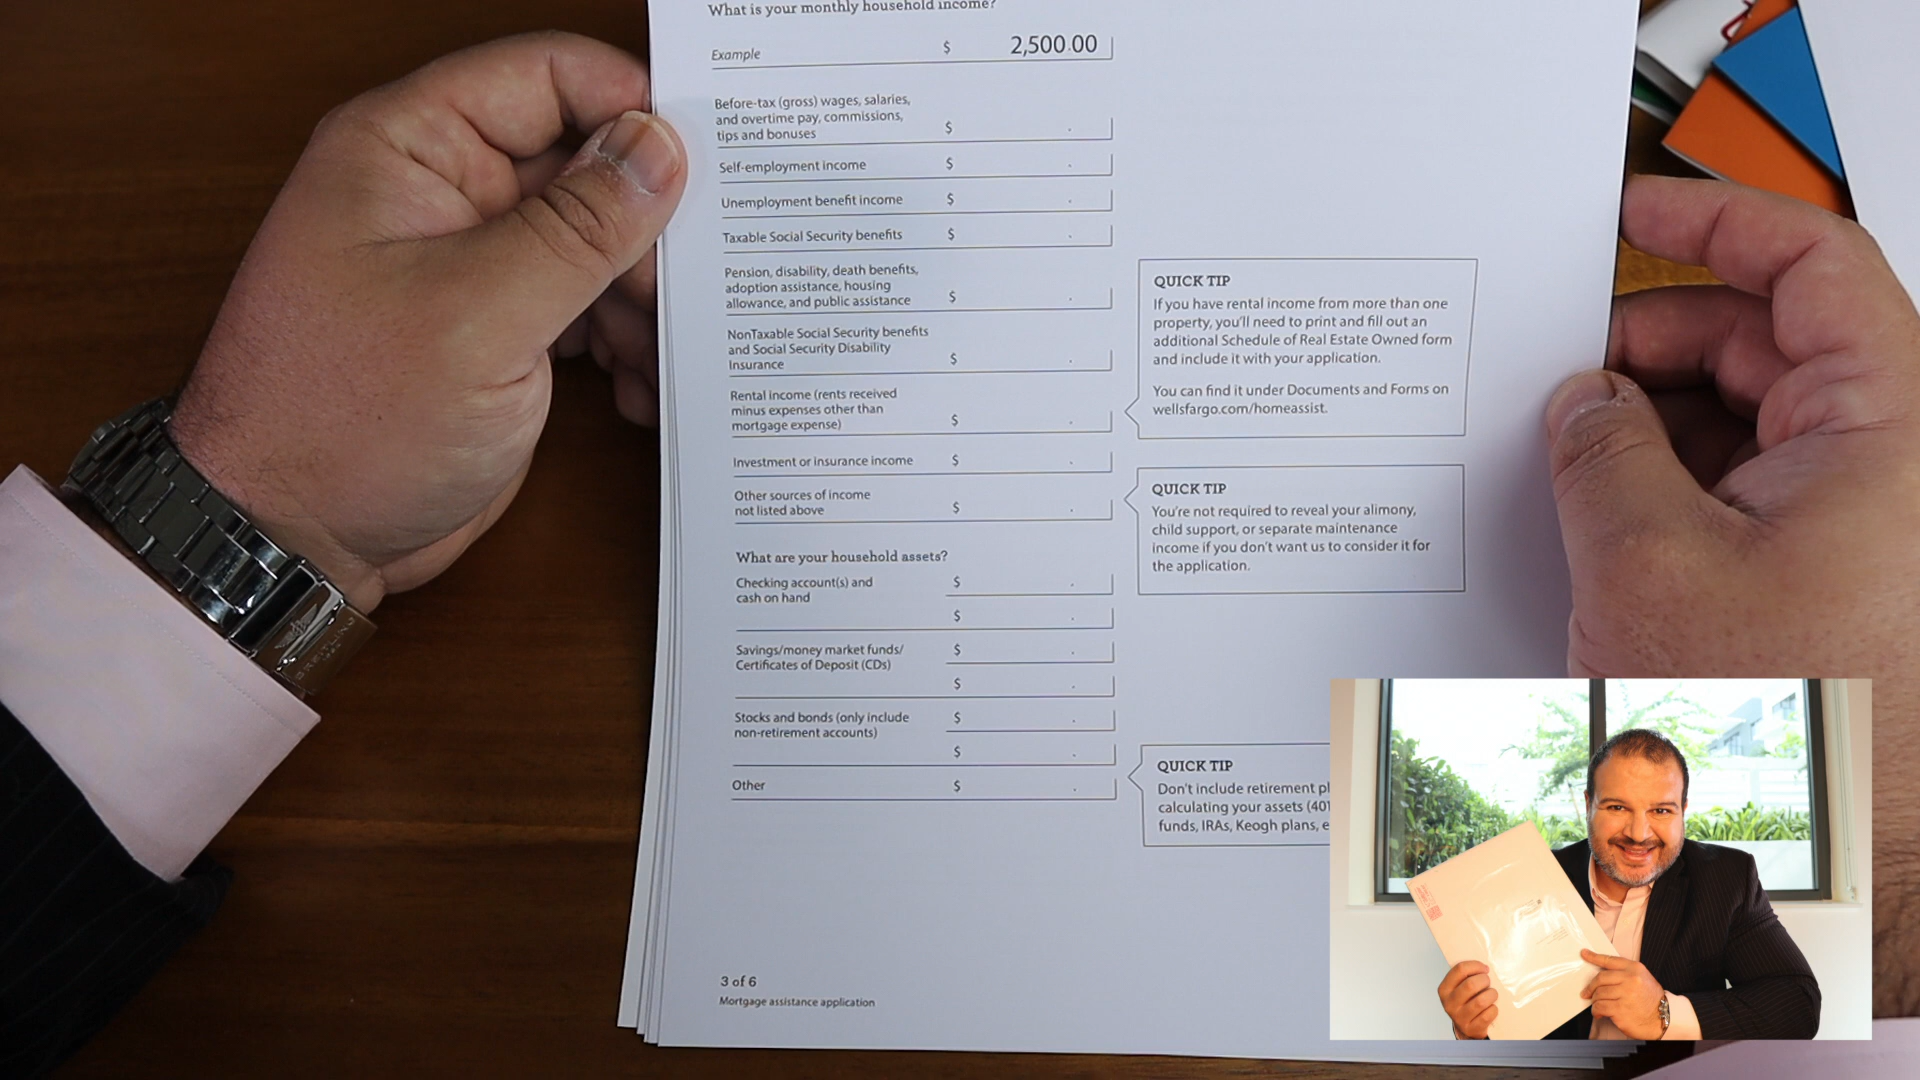 What is your monthly household income?
Example $ 2,500.00
Before-tax (gross) wages, salaries,
and overtime pay, commissions,
tips and bonuses $ .
Self-employment income $ .
Unemployment benefit income $ .
Taxable Social Security benefits $ .
Pension, disability, death benefits,
adoption assistance, housing
allowance, and public assistance $ .
NonTaxable Social Security benefits
and Social Security Disability
Insurance $ .
Rental income (rents received
minus expenses other than
mortgage expense) $ .
Investment or insurance income $ .
Other sources of income
not listed above $ .
QUICK TIP
If you have rental income from more than one
property, you'll need to print and fill out an
additional Schedule of Real Estate Owned form
and include it with your application.
You can find it under Documents and Forms on
wellsfargo.com/homeassist.
QUICK TIP
You're not required to reveal your alimony,
child support, or separate maintenance
income if you don't want us to consider it for
the application.
What are your household assets?
Checking account(s) and $ .
cash on hand
$ .
Savings/money market funds/ $ .
Certificates of Deposit (CDs)
$ .
Stocks and bonds (only include $ .
non-retirement accounts)
$ .
Other $ .
QUICK TIP
Don't include retirement
calculating your assets
funds, IRAs, Keogh plans,
3 of 6
Mortgage assistance application
BREITLING